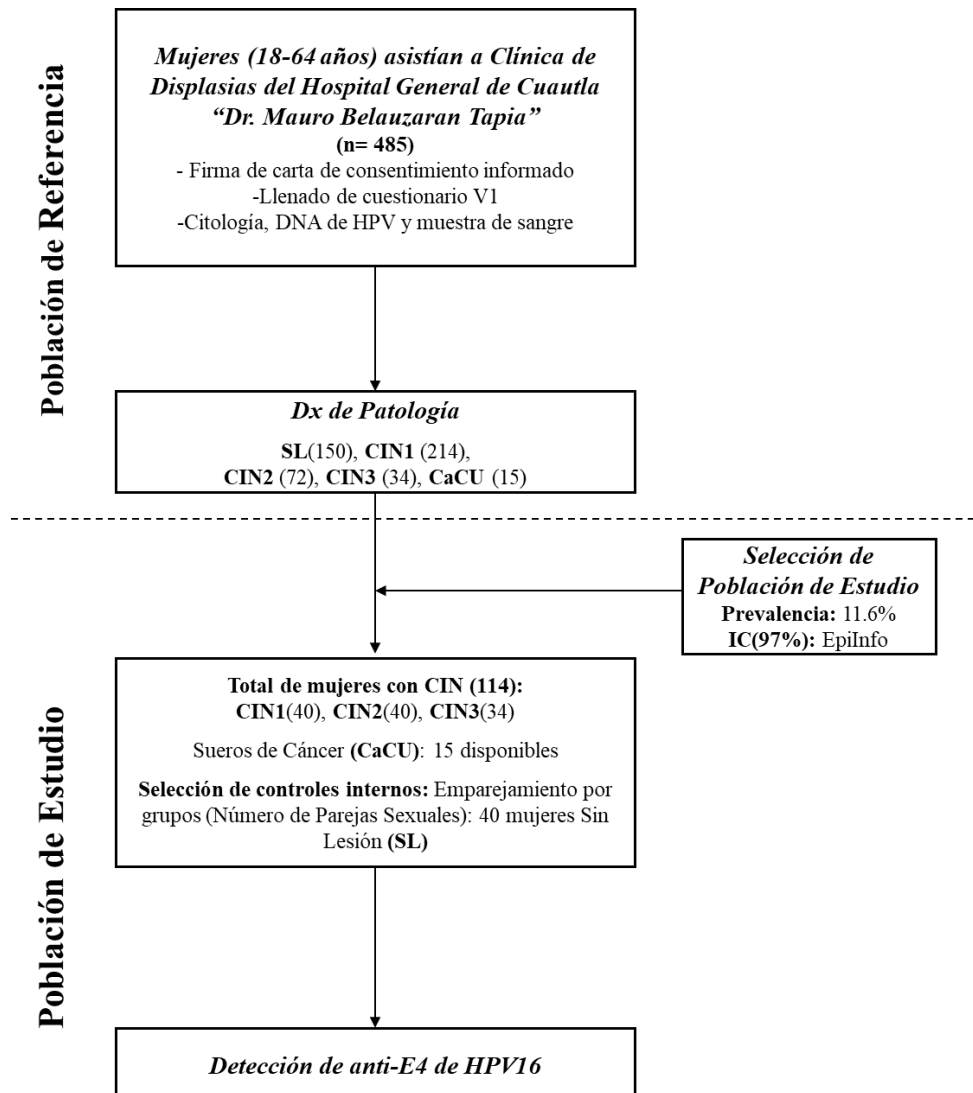 Población de Referencia
Mujeres (18-64 años) asistían a Clínica de
Displasias del Hospital General de Cuautla
“Dr. Mauro Belauzaran Tapia”
(n= 485)
- Firma de carta de consentimiento informado
-Llenado de cuestionario V1
-Citología, DNA de HPV y muestra de sangre
Dx de Patología
SL(150), CIN1 (214),
CIN2 (72), CIN3 (34), CaCU (15)
Selección de
Población de Estudio
Prevalencia: 11.6%
IC(97%): EpiInfo
Población de Estudio
Total de mujeres con CIN (114):
CIN1(40), CIN2(40), CIN3(34)
Sueros de Cáncer (CaCU): 15 disponibles
Selección de controles internos: Emparejamiento por
grupos (Número de Parejas Sexuales): 40 mujeres Sin
Lesión (SL)
Detección de anti-E4 de HPV16